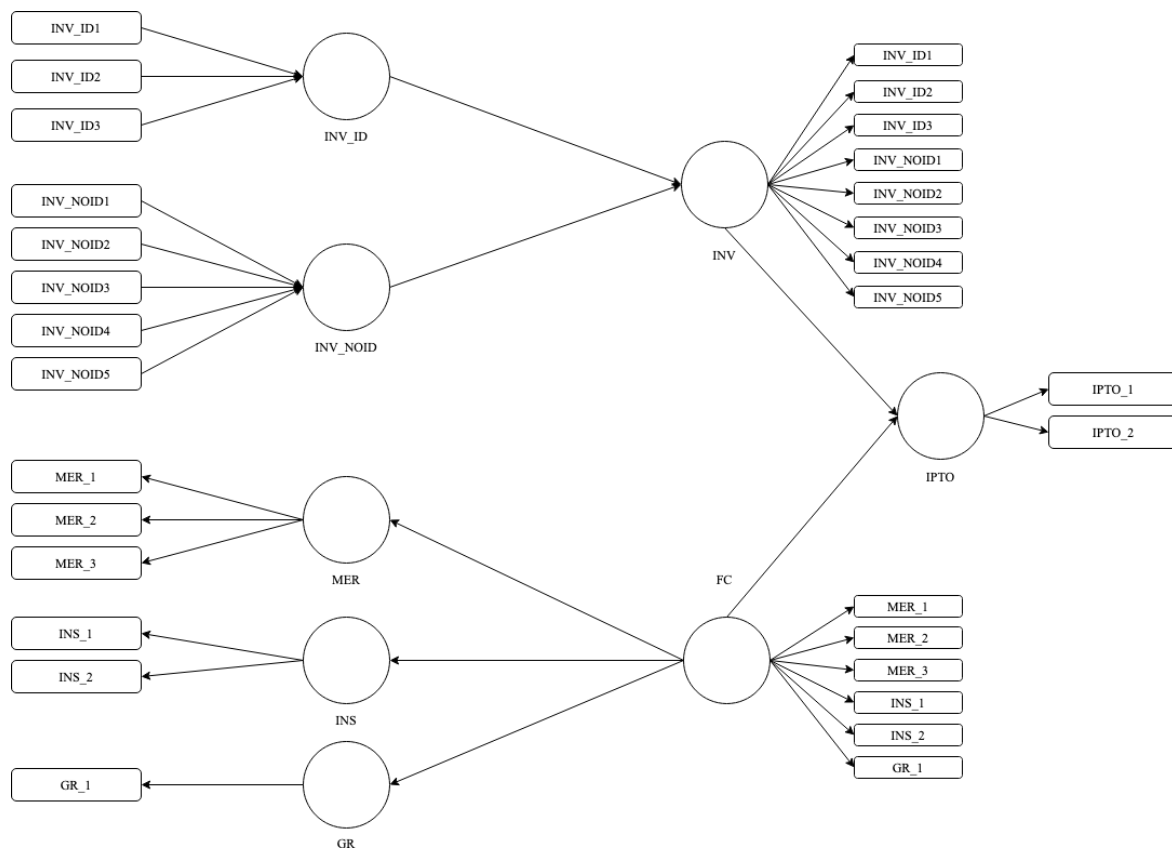 INV_ID1
INV_ID2
INV_ID3
INV_ID
INV_NOID1
INV_NOID2
INV_NOID3
INV_NOID4
INV_NOID5
INV_NOID
INV_ID1
INV_ID2
INV_ID3
INV_NOID1
INV_NOID2
INV_NOID3
INV_NOID4
INV_NOID5
INV
IPTO_1
IPTO_2
IPTO
MER_1
MER_2
MER_3
MER
INS_1
INS_2
INS
GR_1
GR
FC
MER_1
MER_2
MER_3
INS_1
INS_2
GR_1